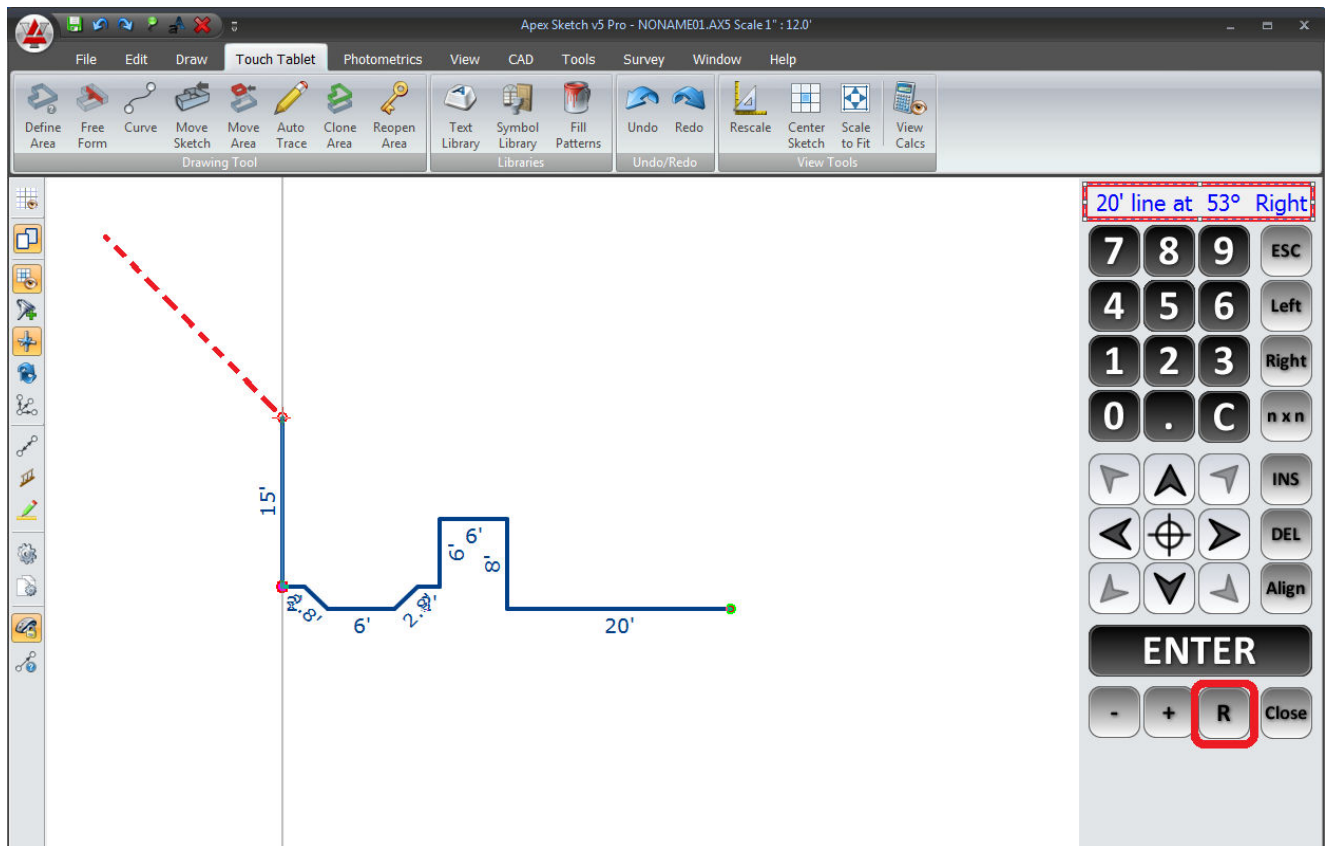 Apex Sketch v5 Pro - NONAME01.AX5 Scale 1" : 12.0'
File Edit Draw Touch Tablet Photometrics View CAD Tools Survey Window Help
Define Area Free Form Curve Move Sketch Move Area Auto Trace Clone Area Reopen Area Text Library Symbol Library Fill Patterns Undo Redo Rescale Center Sketch Scale to Fit View Calcs
Drawing Tool Libraries Undo/Redo View Tools
20' line at 53° Right
7 8 9 ESC
4 5 6 Left
1 2 3 Right
0 . C n x n
INS
DEL
Align
ENTER
- + R Close
15'
6'
6'
8'
6'
20'